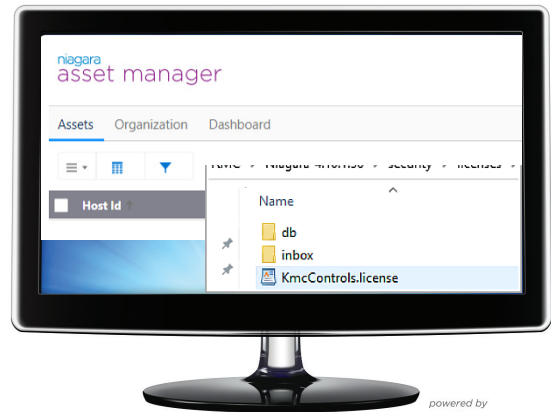 niagara
asset manager
Assets Organization Dashboard
Host Id
Name
db
inbox
KmcControls.license
powered by